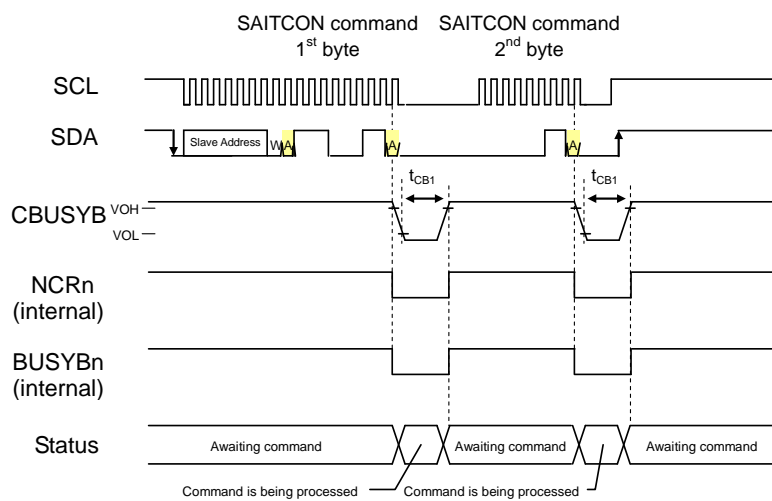 SAITCON command
1st byte
SAITCON command
2nd byte
SCL
SDA
Slave Address
W
A
A
A
tCB1
tCB1
CBUSYB
VOH
VOL
NCRn
(internal)
BUSYBn
(internal)
Status
Awaiting command
Awaiting command
Awaiting command
Command is being processed
Command is being processed